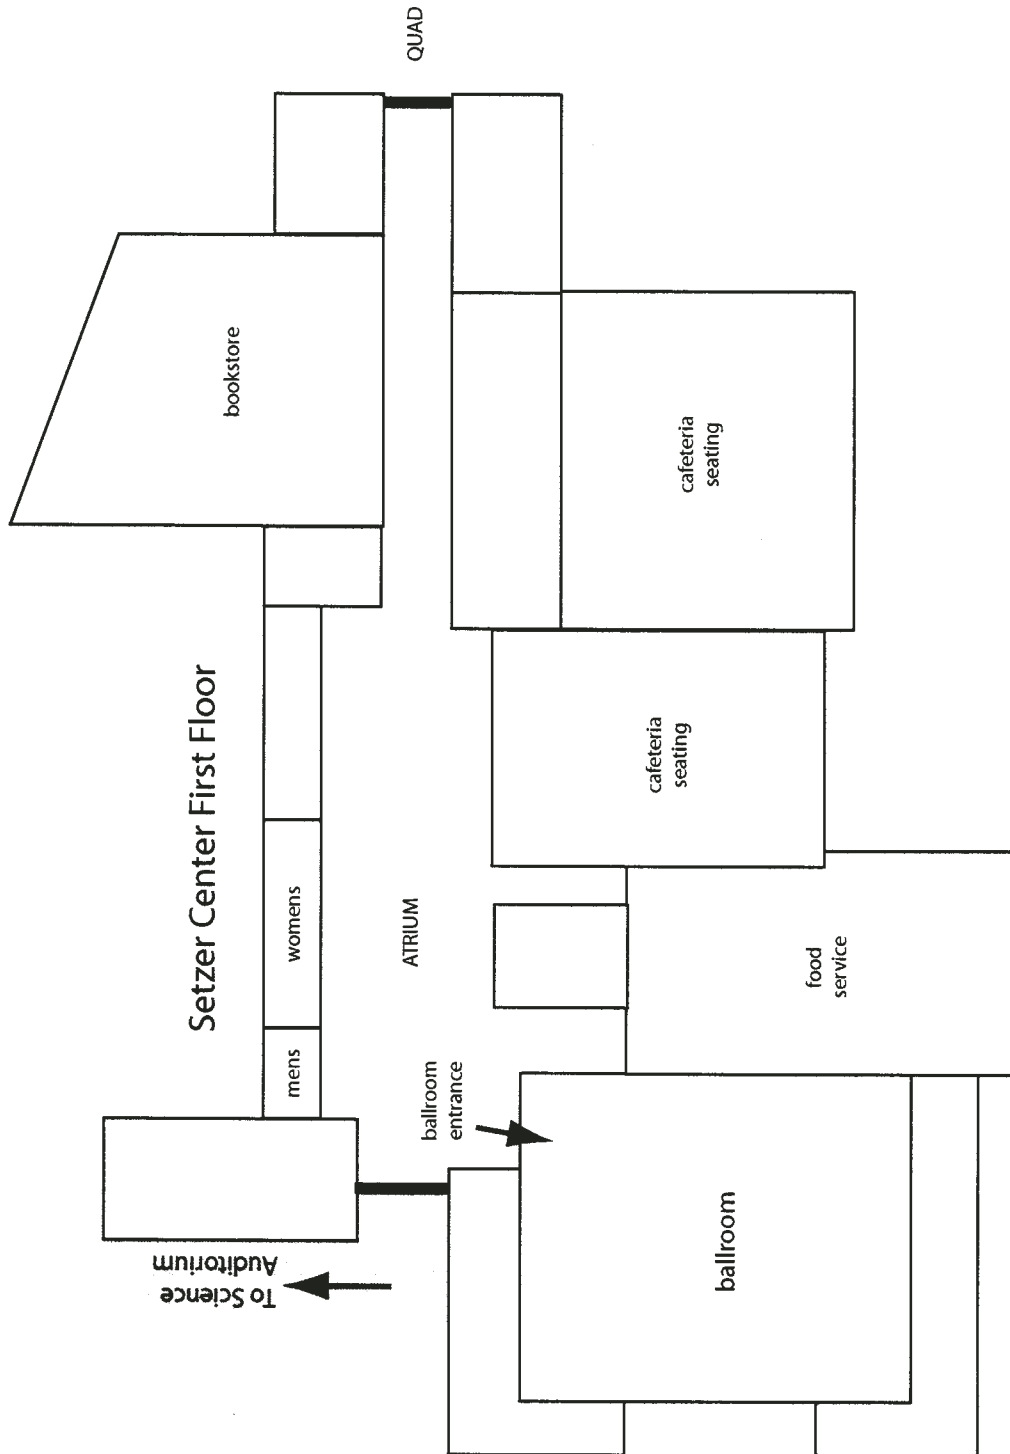 Setzer Center First Floor
To Science
Auditorium
mens
womens
bookstore
QUAD
ATRIUM
ballroom
entrance
ballroom
food
service
cafeteria
seating
cafeteria
seating